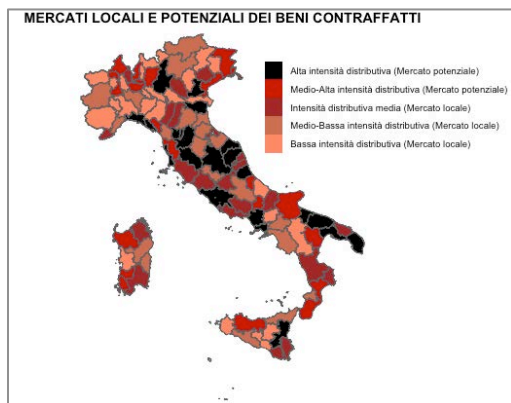 MERCATI LOCALI E POTENZIALI DEI BENI CONTRAFFATTI
Alta intensità distributiva (Mercato potenziale)
Medio-Alta intensità distributiva (Mercato potenziale)
Intensità distributiva media (Mercato locale)
Medio-Bassa intensità distributiva (Mercato locale)
Bassa intensità distributiva (Mercato locale)